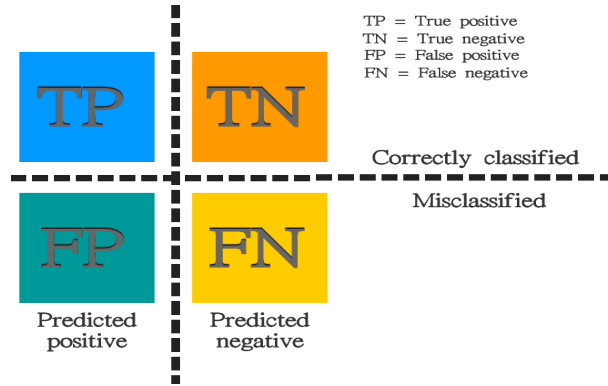 TP = True positive
TN = True negative
FP = False positive
FN = False negative
TP TN
Correctly classified
Misclassified
FP FN
Predicted positive
Predicted negative